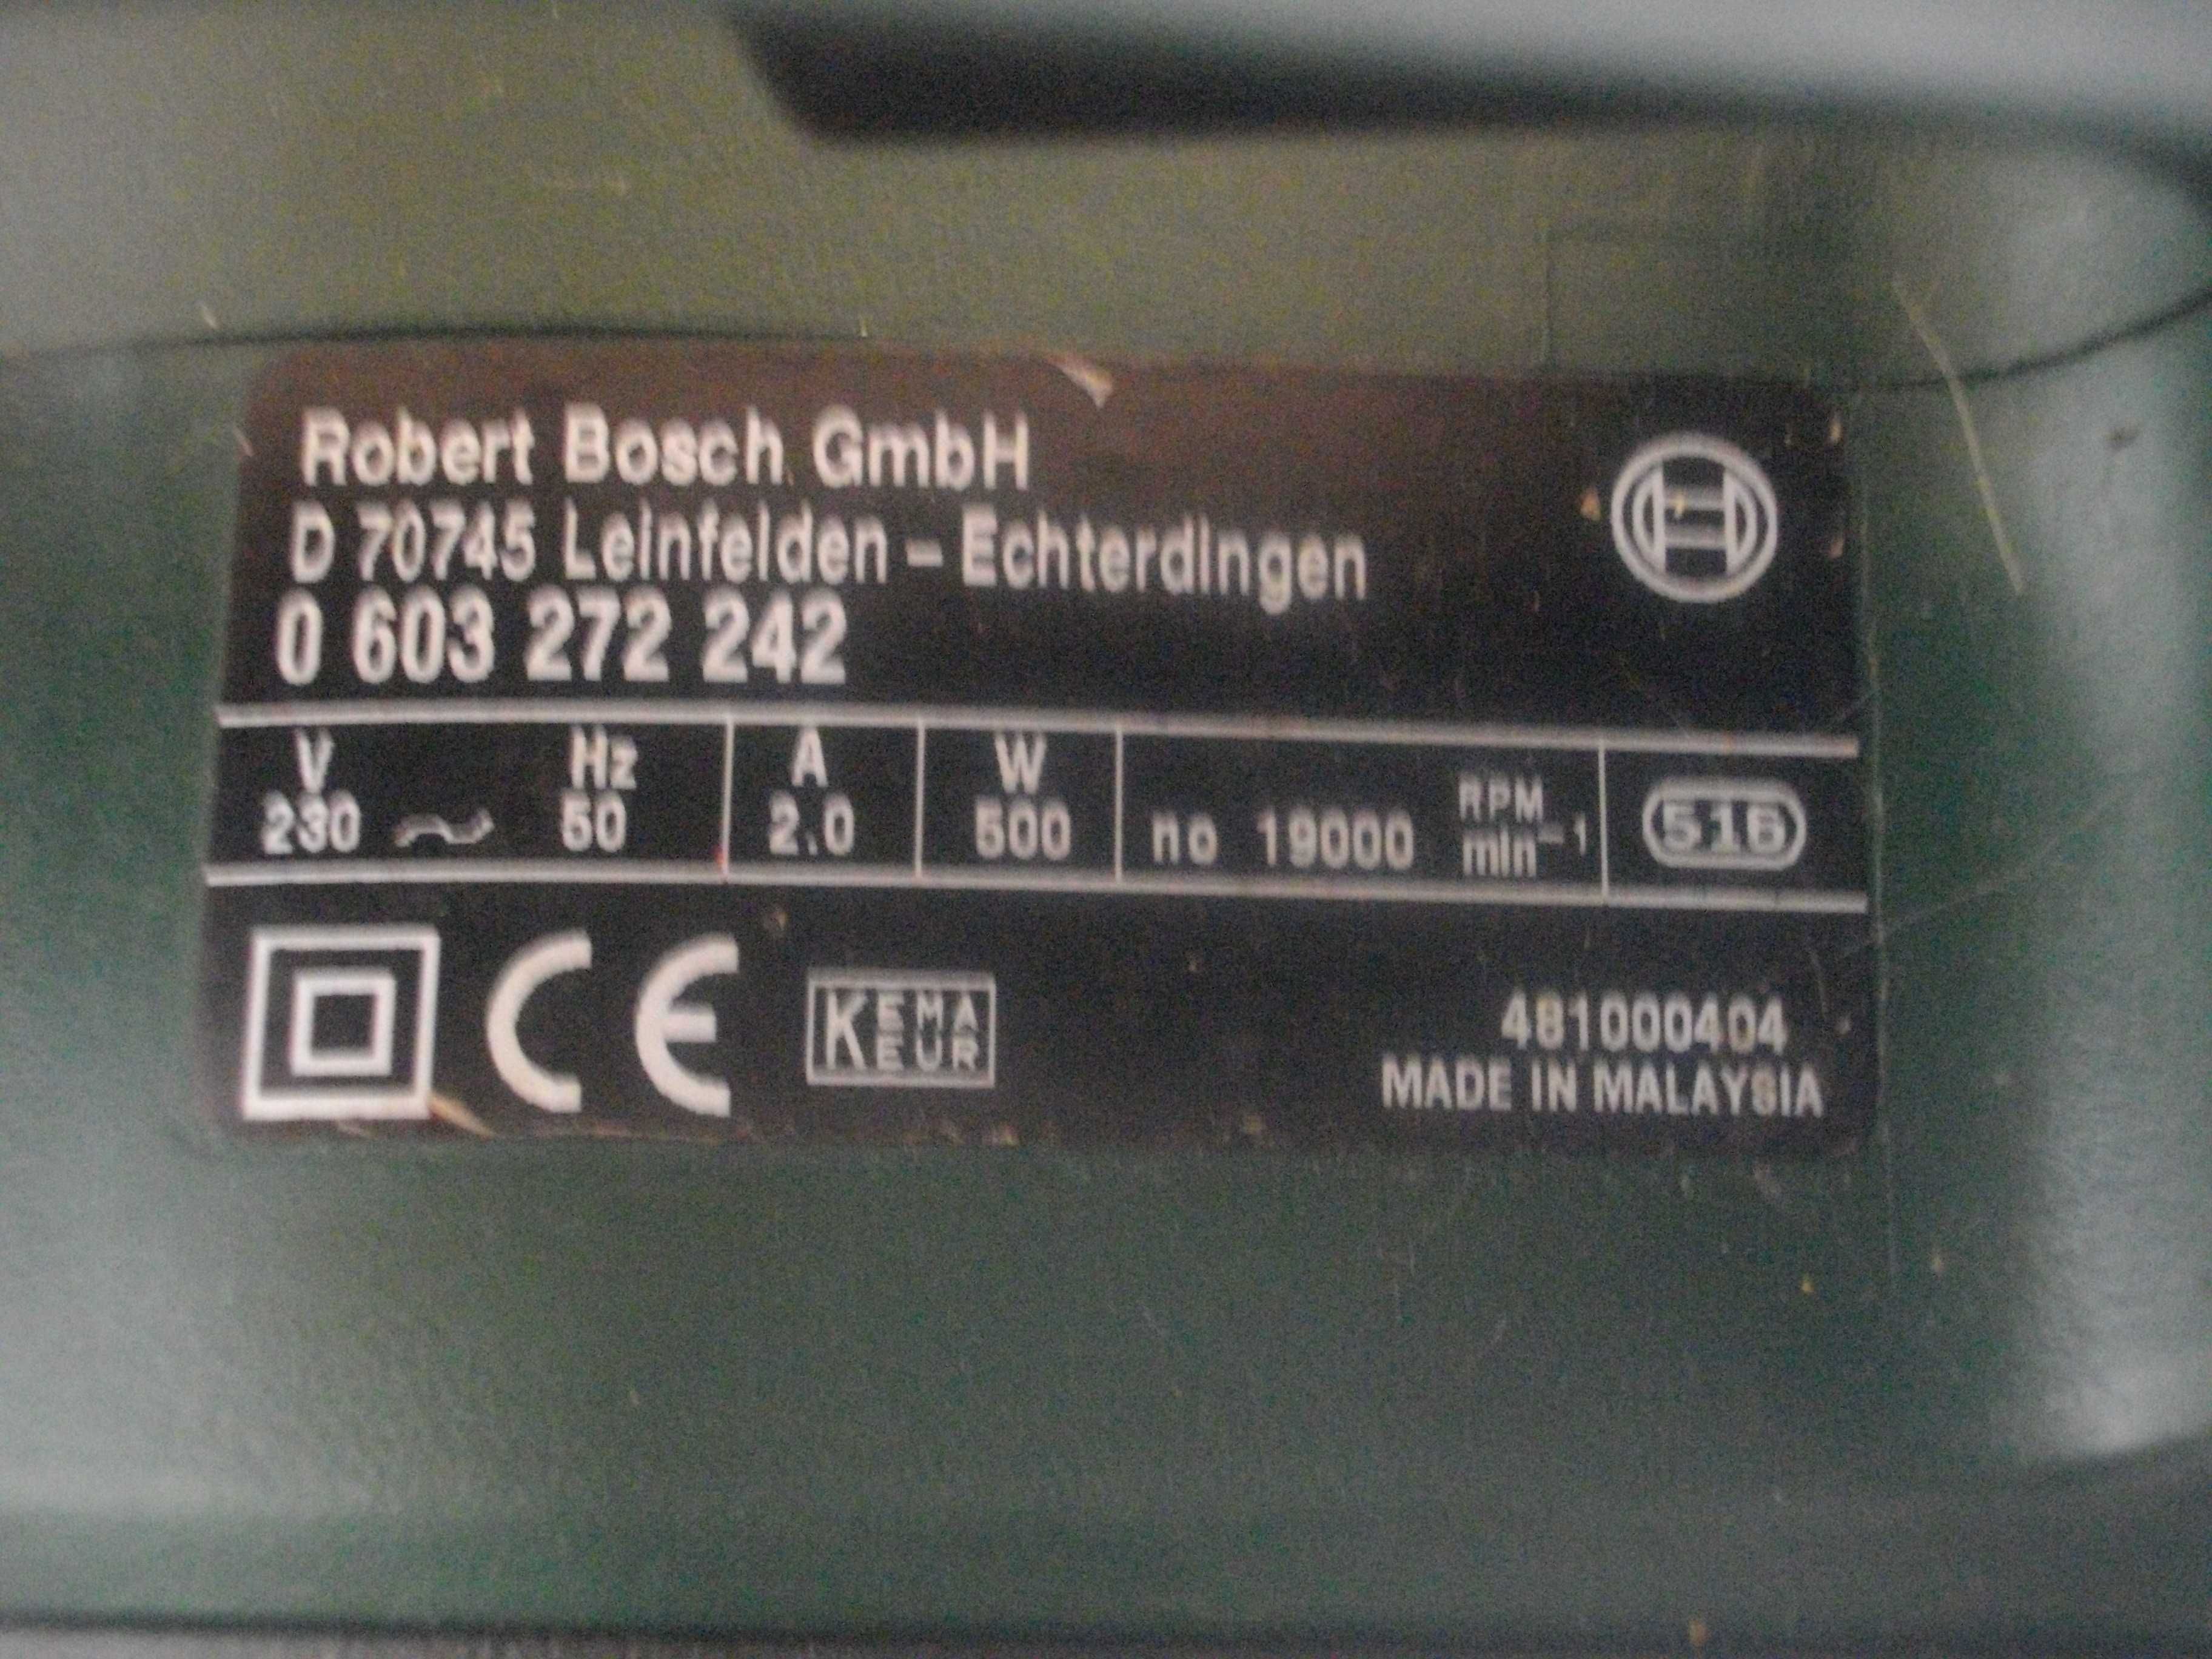 Robert Bosch GmbH
D 70745 Leinfelden – Echterdingen
0 603 272 242
V Hz A W RPM
230 50 2.0 500 no 19000 min⁻¹ 516
CE KEMA EUR
481000404
MADE IN MALAYSIA